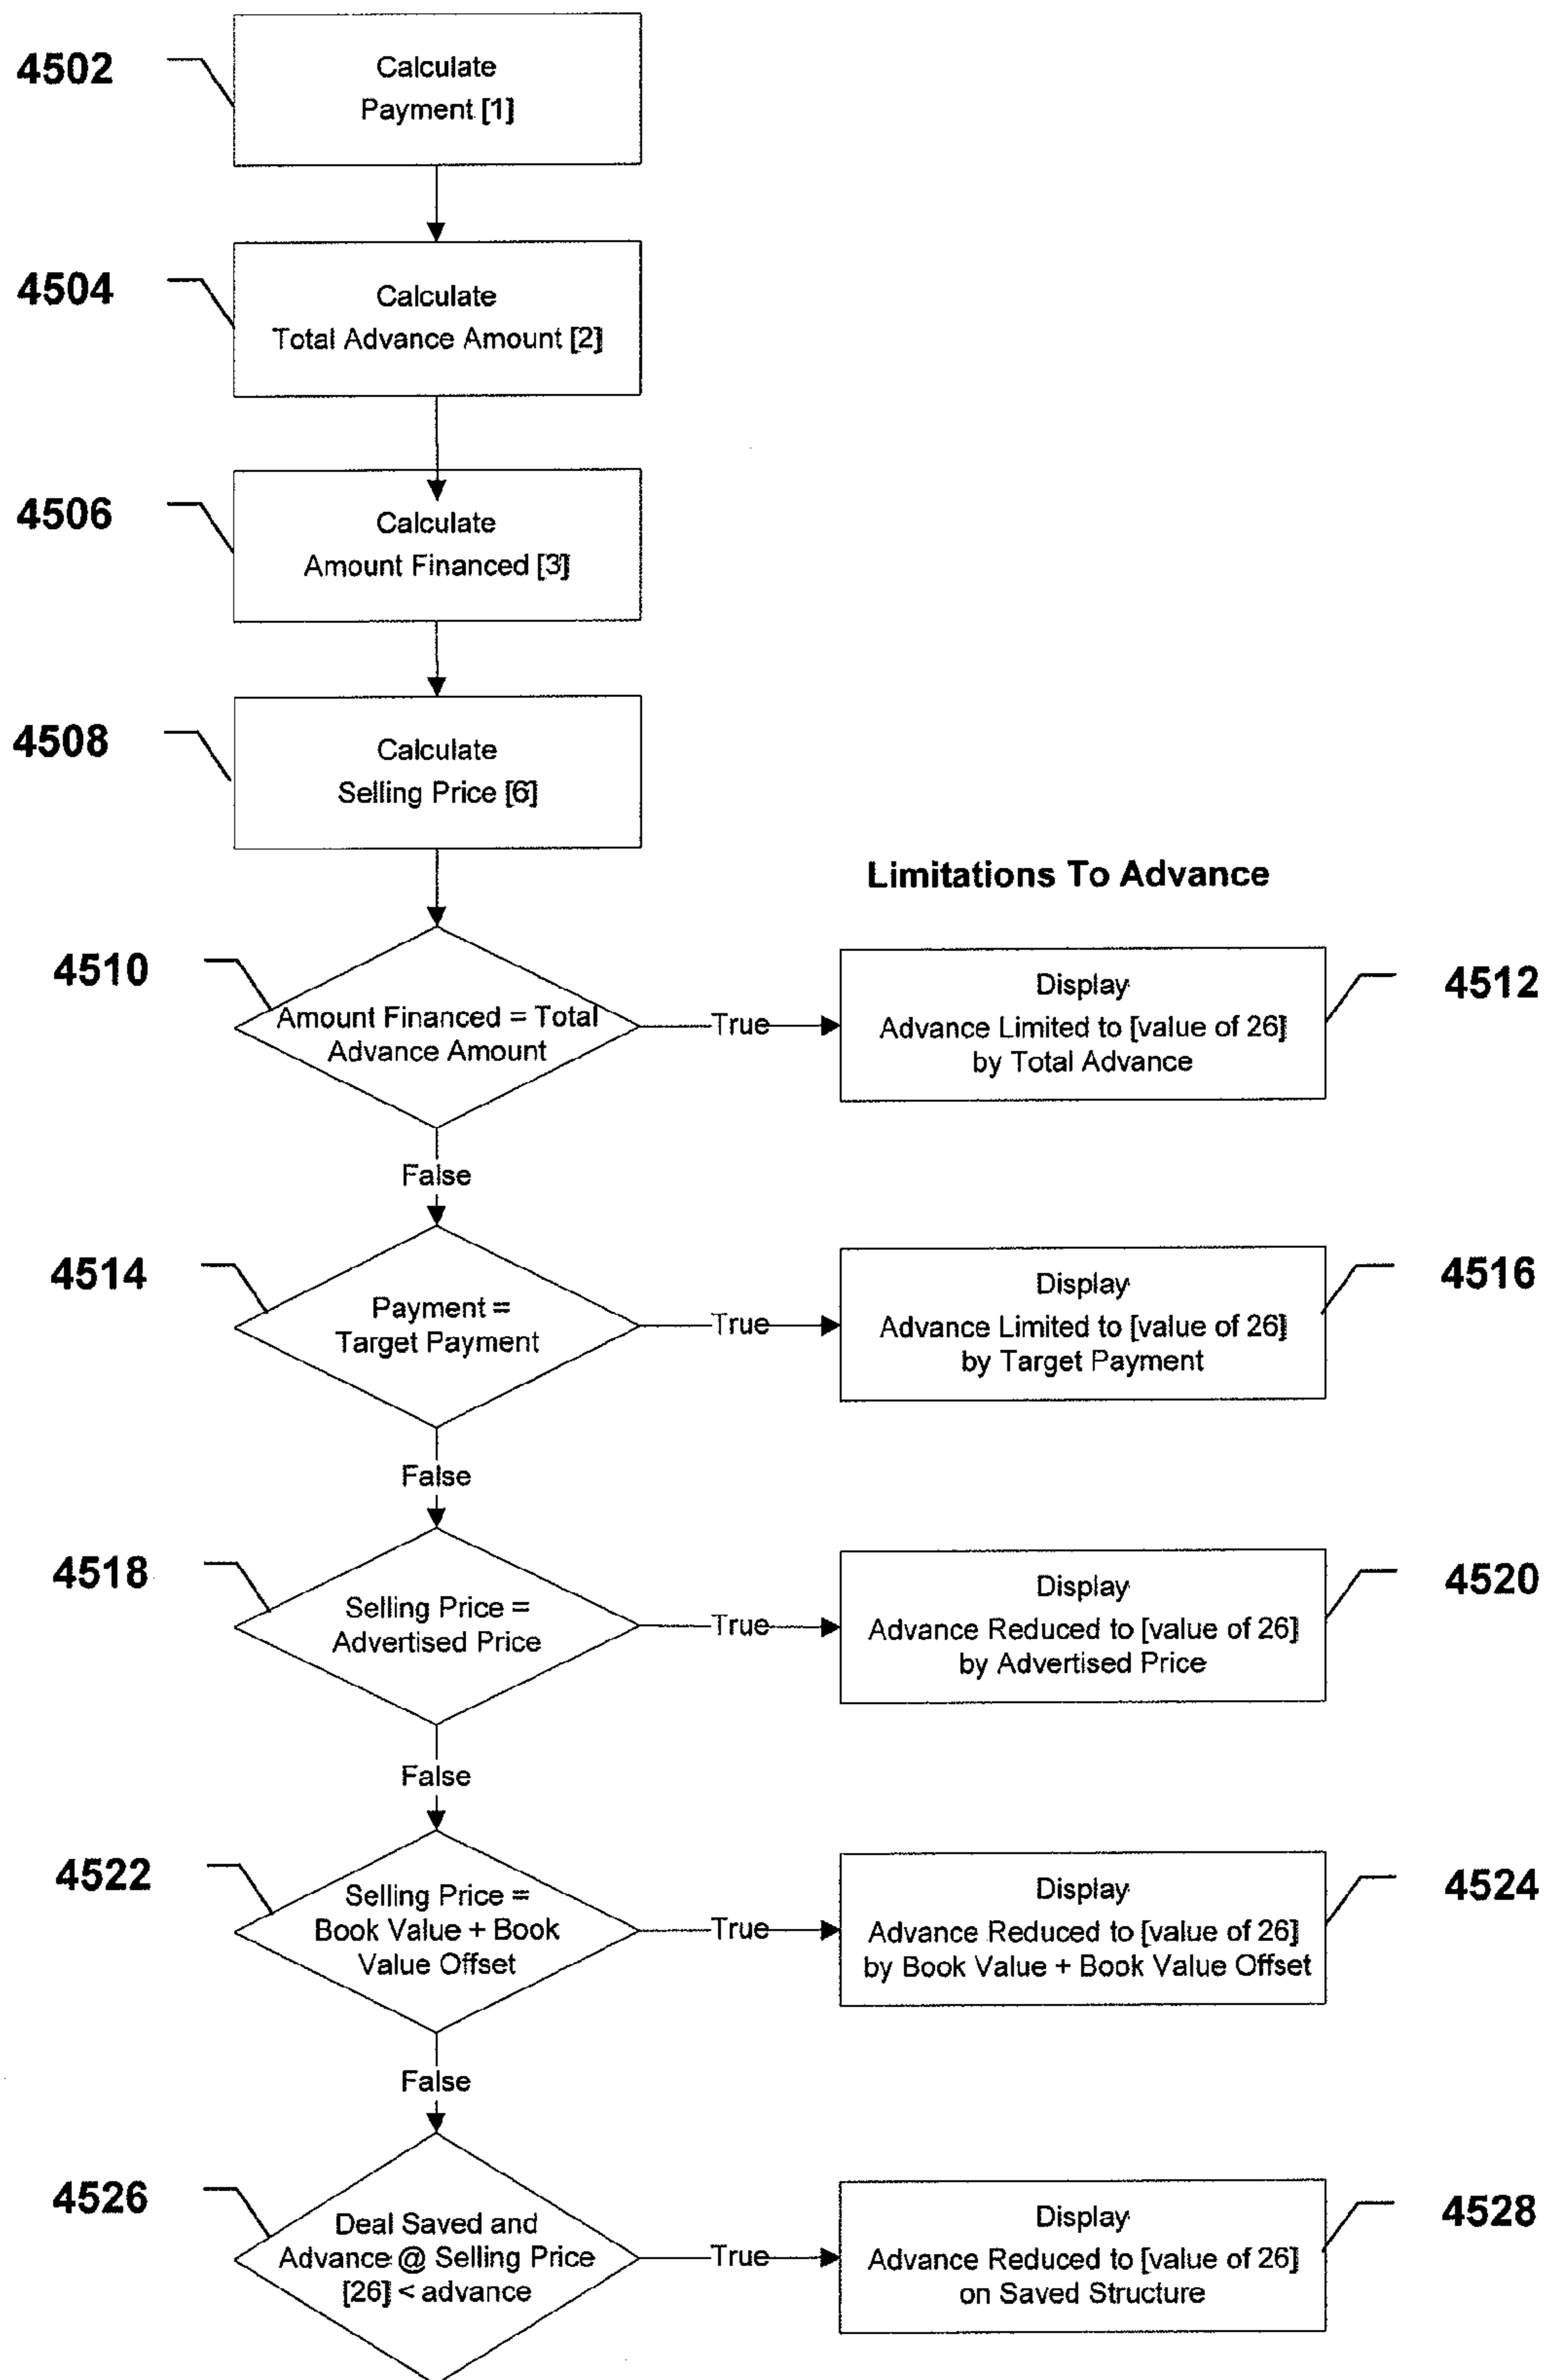 4502
Calculate
Payment [1]
4504
Calculate
Total Advance Amount [2]
4506
Calculate
Amount Financed [3]
4508
Calculate
Selling Price [6]
Limitations To Advance
4510
Amount Financed = Total
Advance Amount
True
Display
Advance Limited to [value of 26]
by Total Advance
4512
False
4514
Payment =
Target Payment
True
Display
Advance Limited to [value of 26]
by Target Payment
4516
False
4518
Selling Price =
Advertised Price
True
Display
Advance Reduced to [value of 26]
by Advertised Price
4520
False
4522
Selling Price =
Book Value + Book
Value Offset
True
Display
Advance Reduced to [value of 26]
by Book Value + Book Value Offset
4524
False
4526
Deal Saved and
Advance @ Selling Price
[26] < advance
True
Display
Advance Reduced to [value of 26]
on Saved Structure
4528